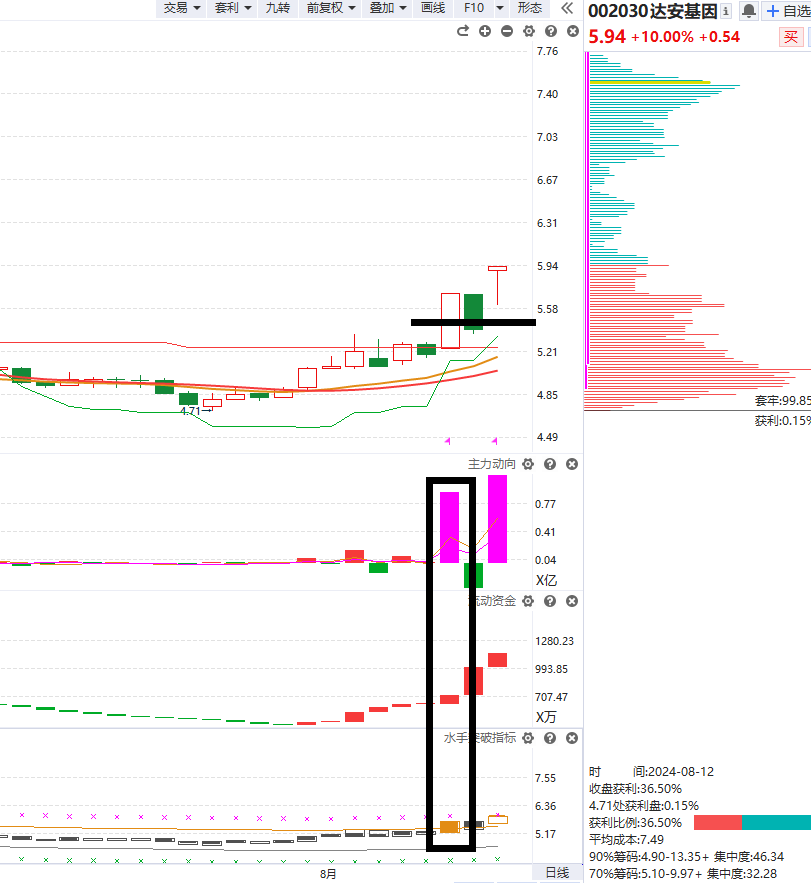 交易 套利 九转 前复权 叠加 画线 F10 形态
002030达安基因
5.94 +10.00% +0.54
+自选
买
7.76
7.40
7.03
6.67
6.31
5.94
5.58
5.21
4.85
4.49
4.71→
套牢:99.85
获利:0.15%
主力动向
0.77
0.41
0.04
X亿
流动资金
1280.23
993.85
707.47
X万
水手突破指标
7.55
6.36
5.17
8月
日线
时 间:2024-08-12
收盘获利:36.50%
4.71处获利盘:0.15%
获利比例:36.50%
平均成本:7.49
90%筹码:4.90-13.35+ 集中度:46.34
70%筹码:5.10-9.97+ 集中度:32.28